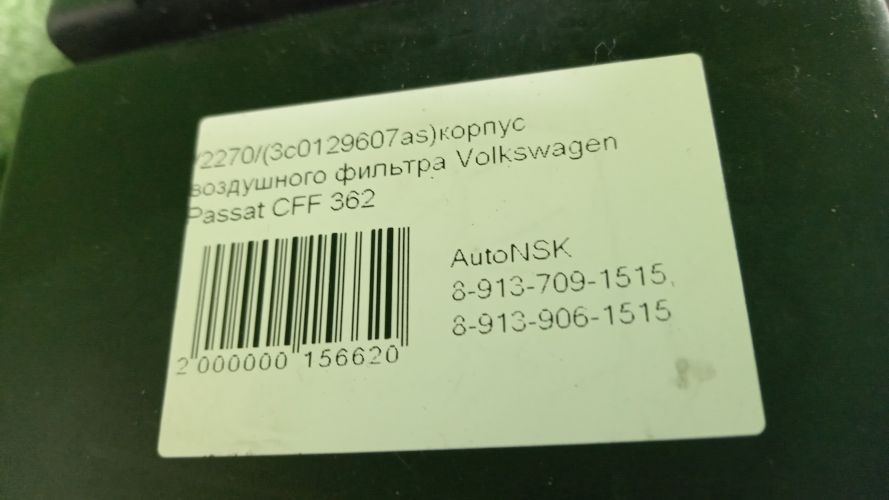 /2270/(3c0129607as)корпус
воздушного фильтра Volkswagen
Passat CFF 362
AutoNSK
8-913-709-1515,
8-913-906-1515
2 000000 156620